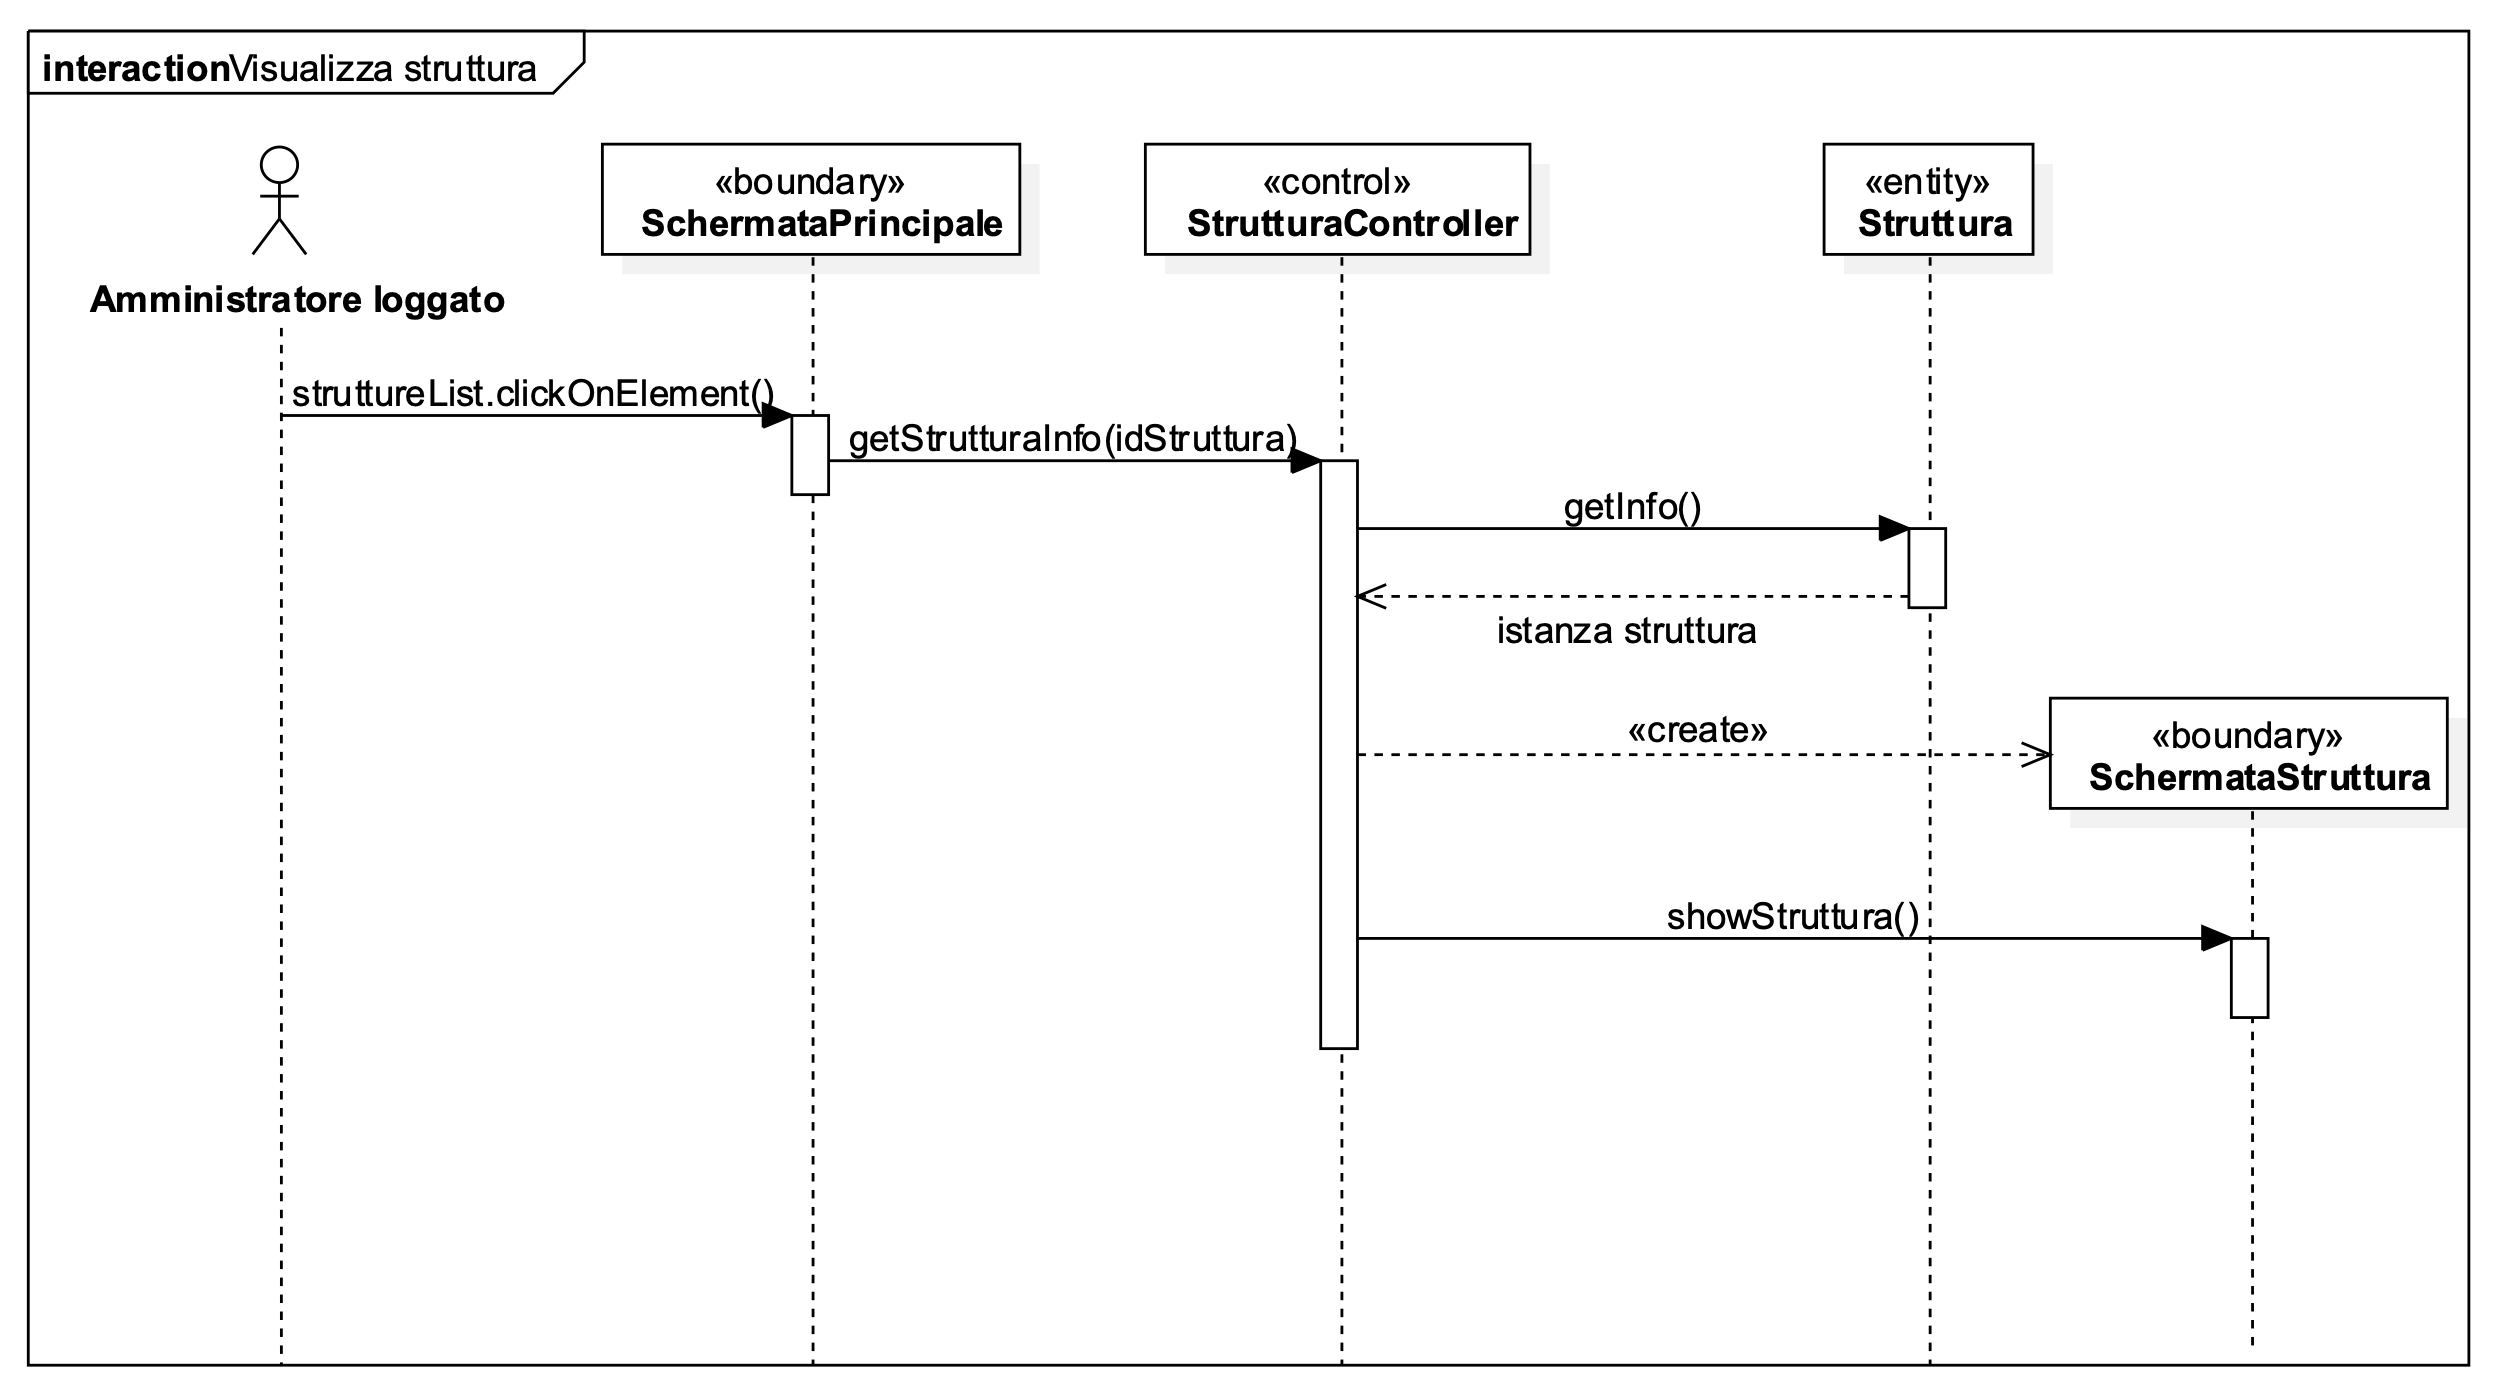 interactionVisualizza struttura
«boundary»
SchermataPrincipale
«control»
StrutturaController
«entity»
Struttura
Amministratore loggato
struttureList.clickOnElement()
getStrutturaInfo(idStruttura)
getInfo()
istanza struttura
«create»
«boundary»
SchermataStruttura
showStruttura()